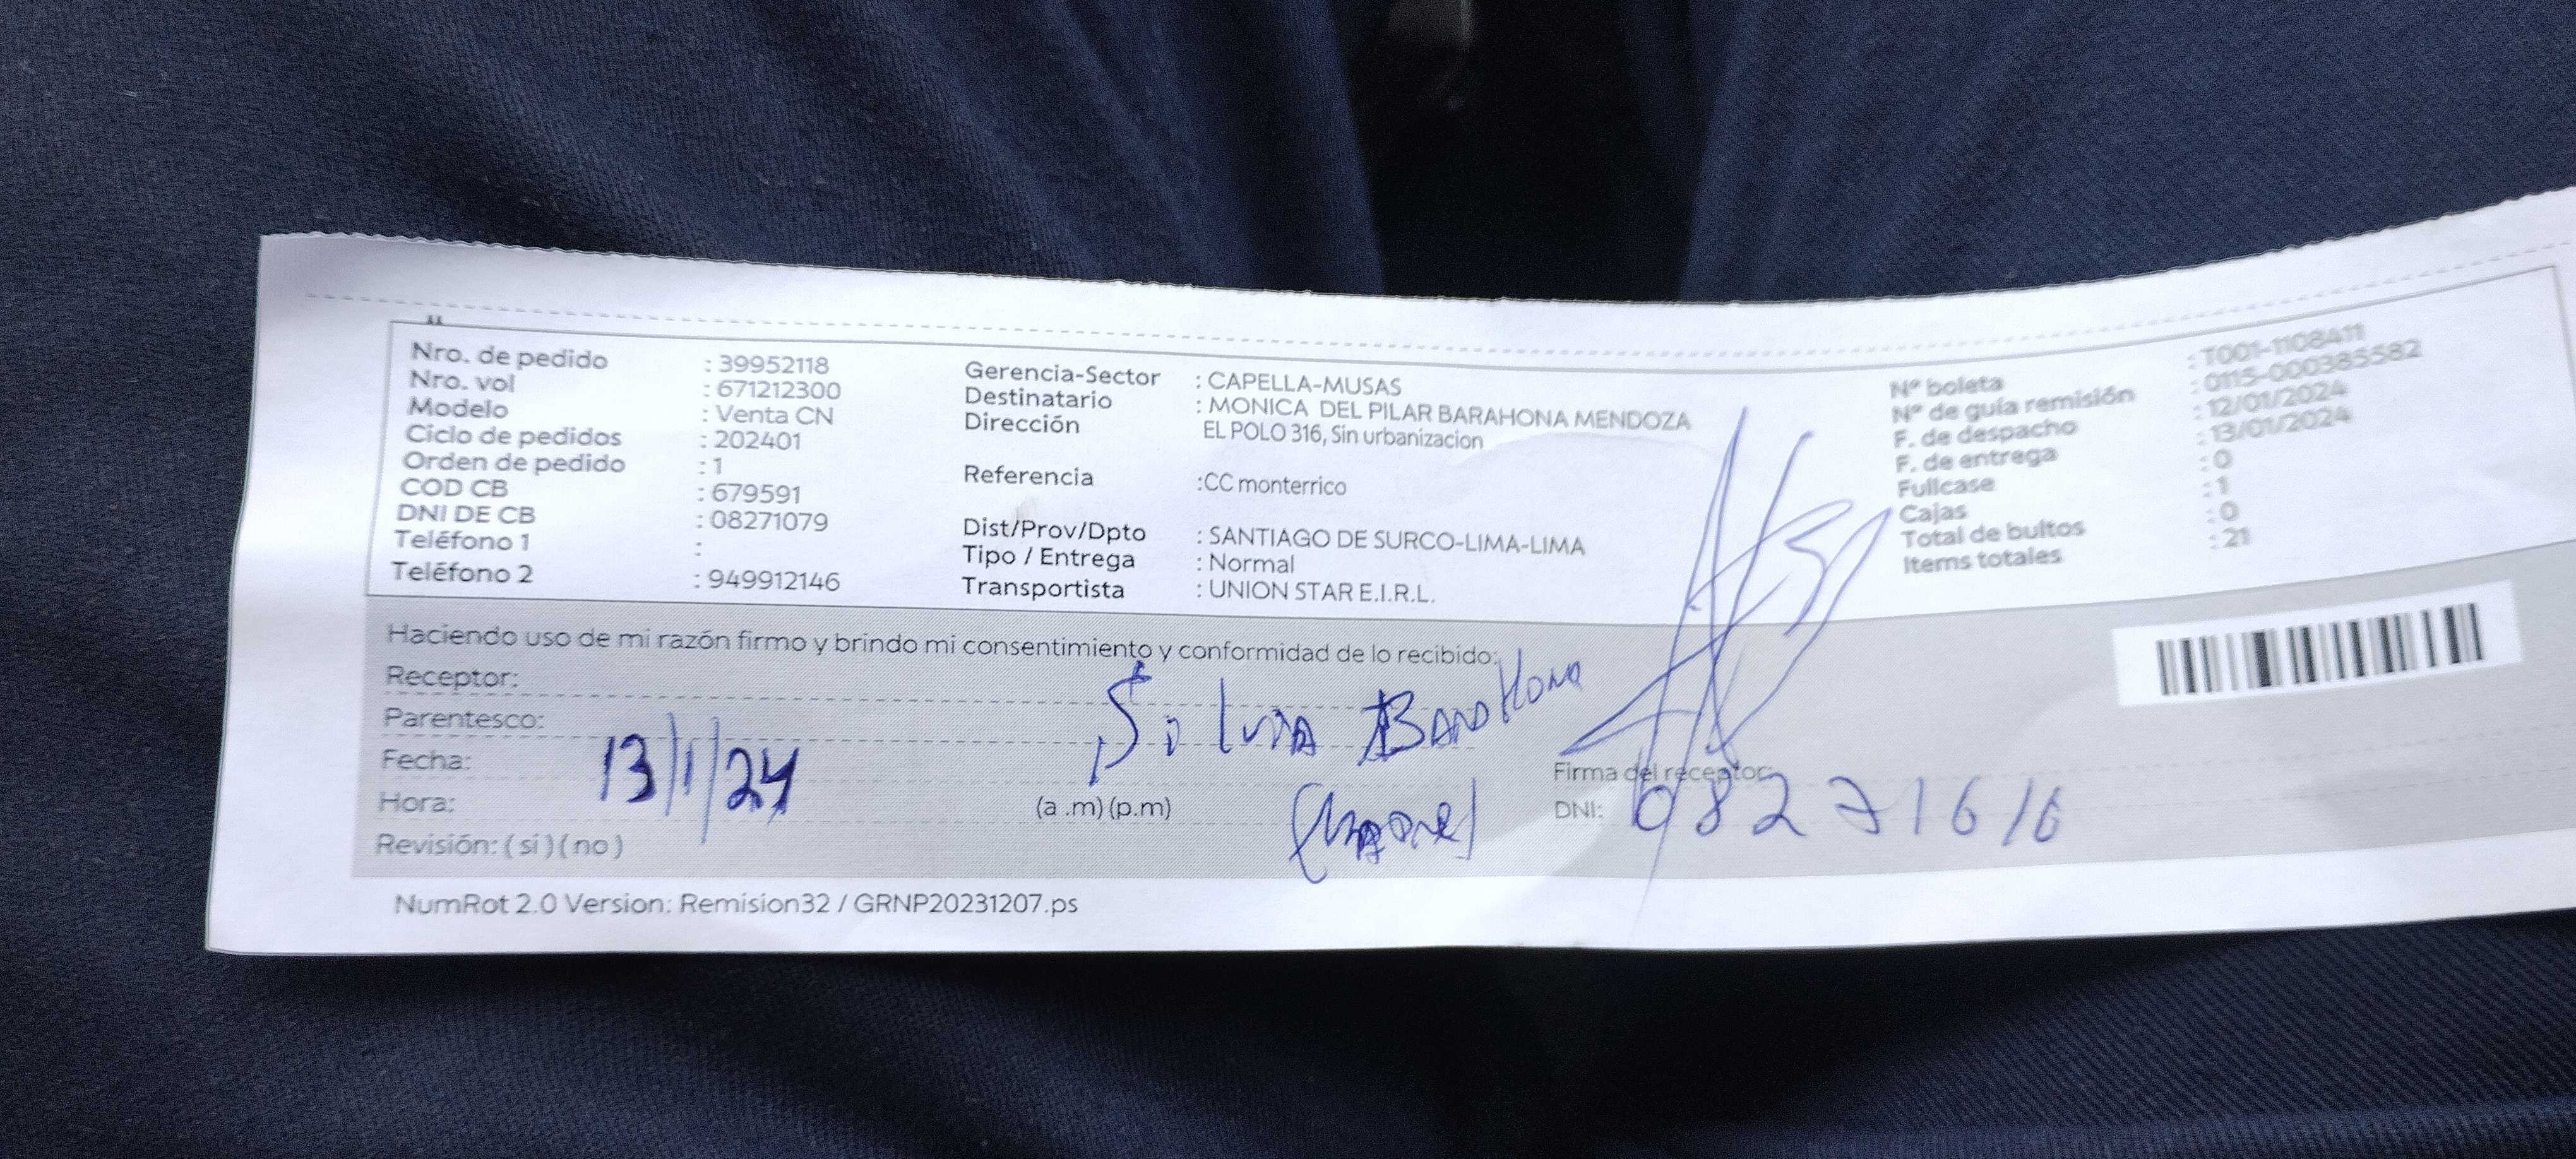 Nro. de pedido : 39952118
Nro. vol : 671212300
Modelo : Venta CN
Ciclo de pedidos : 202401
Orden de pedido : 1
COD CB : 679591
DNI DE CB : 08271079
Teléfono 1 :
Teléfono 2 : 949912146
Gerencia-Sector : CAPELLA-MUSAS
Destinatario : MONICA DEL PILAR BARAHONA MENDOZA
Dirección EL POLO 316, Sin urbanizacion
Referencia :CC monterrico
Dist/Prov/Dpto : SANTIAGO DE SURCO-LIMA-LIMA
Tipo / Entrega : Normal
Transportista : UNION STAR E.I.R.L.
Nº boleta : T001-1108411
Nº de guía remisión : 0115-000385582
F. de despacho : 12/01/2024
F. de entrega : 13/01/2024
Fullcase : 0
Cajas : 1
Total de bultos : 0
Items totales : 21
Haciendo uso de mi razón firmo y brindo mi consentimiento y conformidad de lo recibido:
Receptor:
Parentesco: Silvia Barahona
Fecha: 13/1/24
Firma del receptor:
Hora: (a .m) (p.m)
DNI: 08271616
Revisión: ( sí ) ( no )
NumRot 2.0 Version: Remision32 / GRNP20231207.ps